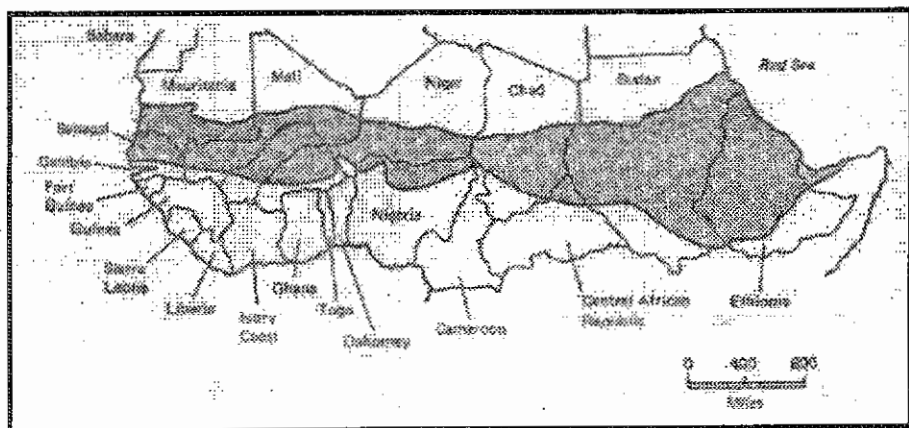 Sahara
Mauritania
Mali
Niger
Chad
Sudan
Red Sea
Senegal
Gambia
Port.
Guinea
Guinea
Sierra
Leone
Liberia
Ivory
Coast
Ghana
Togo
Dahomey
Nigeria
Cameroon
Central African
Republic
Ethiopia
0 400 800
Miles